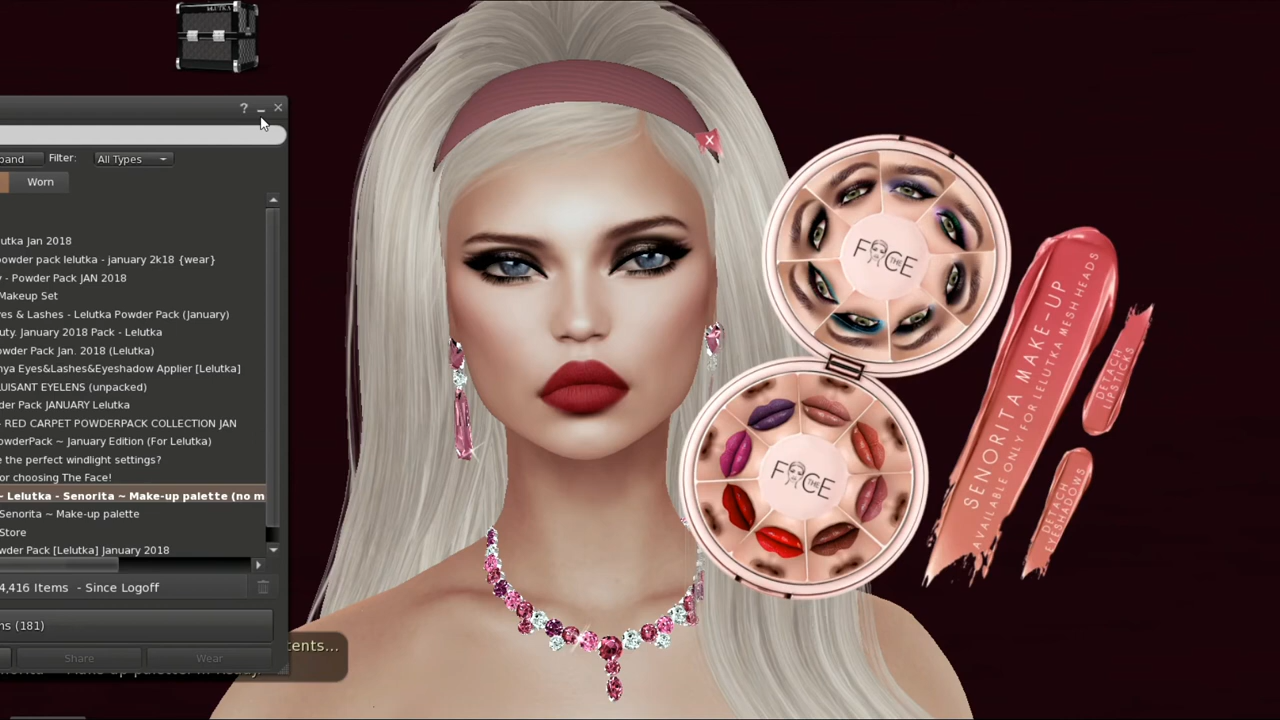 LELUTKA
?
pand
Filter:
All Types
Worn
utka Jan 2018
powder pack lelutka - january 2k18 {wear}
- Powder Pack JAN 2018
Makeup Set
es & Lashes - Lelutka Powder Pack (January)
uty. January 2018 Pack - Lelutka
owder Pack Jan. 2018 (Lelutka)
nya Eyes&Lashes&Eyeshadow Applier [Lelutka]
UISANT EYELENS (unpacked)
der Pack JANUARY Lelutka
- RED CARPET POWDERPACK COLLECTION JAN
owderPack ~ January Edition (For Lelutka)
e the perfect windlight settings?
or choosing The Face!
- Lelutka - Senorita ~ Make-up palette (no m
Senorita ~ Make-up palette
Store
wder Pack [Lelutka] January 2018
4,416 Items - Since Logoff
ns (181)
Share
Wear
tents...
X
THE FACE
THE FACE
SENORITA MAKE-UP
AVAILABLE ONLY FOR LELUTKA MESH HEADS
DETACH
LIPSTICKS
DETACH
EYESHADOWS